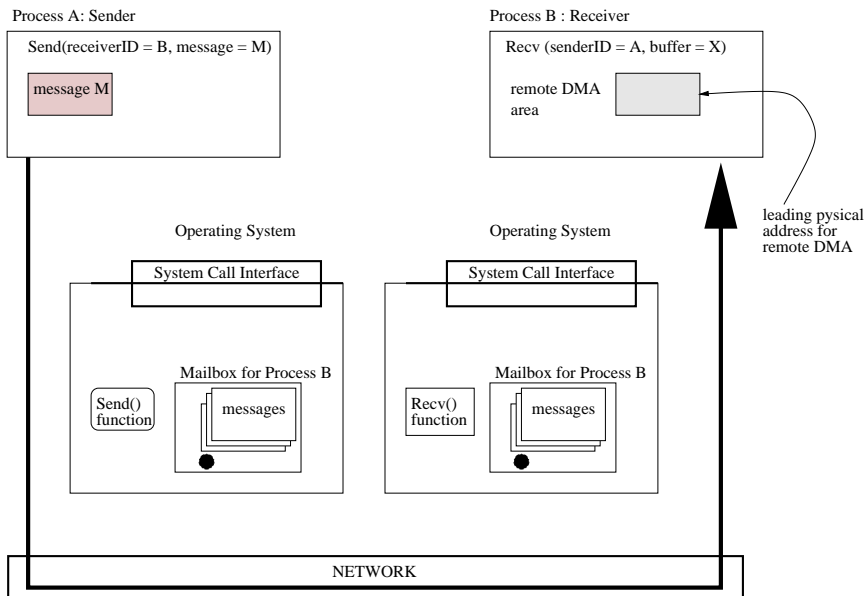 Process A: Sender
Send(receiverID = B, message = M)
message M
Process B : Receiver
Recv (senderID = A, buffer = X)
remote DMA
area
leading pysical
address for
remote DMA
Operating System
System Call Interface
Mailbox for Process B
Send()
function
messages
Operating System
System Call Interface
Mailbox for Process B
Recv()
function
messages
NETWORK